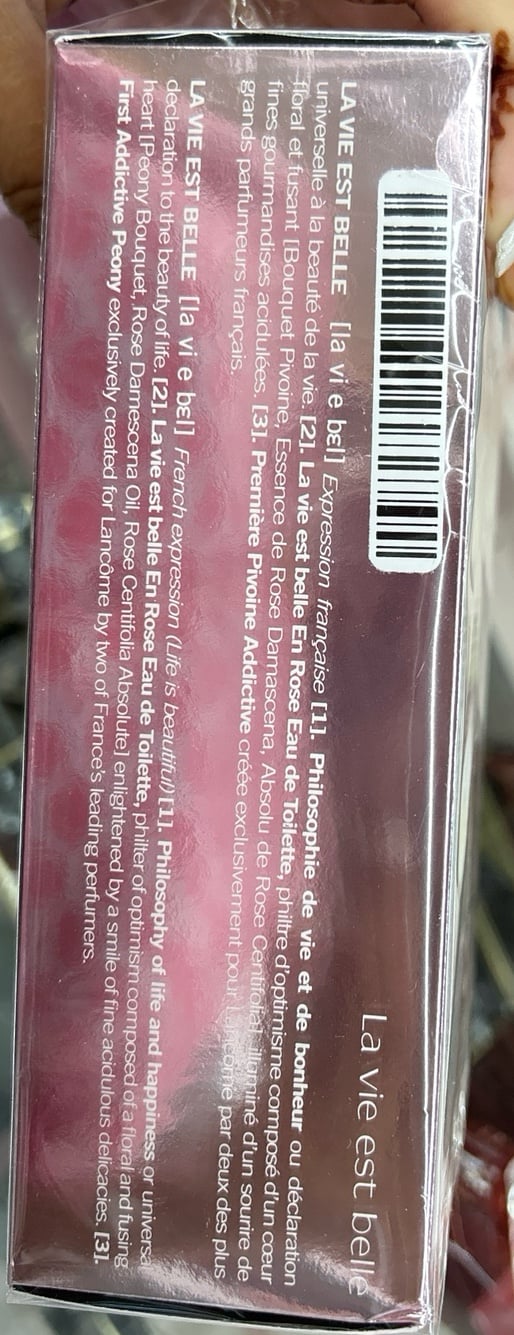 La vie est belle
LA VIE EST BELLE [la vi e bɛl] Expression française [1]. Philosophie de vie et de bonheur ou déclaration
universelle à la beauté de la vie. [2]. La vie est belle En Rose Eau de Toilette, philtre d'optimisme composé d'un cœur
floral et fusant [Bouquet Pivoine, Essence de Rose Damascena, Absolu de Rose Centifolia] illuminé d'un sourire de
fines gourmandises acidulées. [3]. Première Pivoine Addictive créée exclusivement pour Lancôme par deux des plus
grands parfumeurs français.
LA VIE EST BELLE [la vi e bɛl] French expression (Life is beautiful) [1]. Philosophy of life and happiness or universal
declaration to the beauty of life. [2]. La vie est belle En Rose Eau de Toilette, philter of optimism composed of a floral and fusing
heart [Peony Bouquet, Rose Damescena Oil, Rose Centifolia Absolute] enlightened by a smile of fine acidulous delicacies. [3].
First Addictive Peony exclusively created for Lancôme by two of France's leading perfumers.